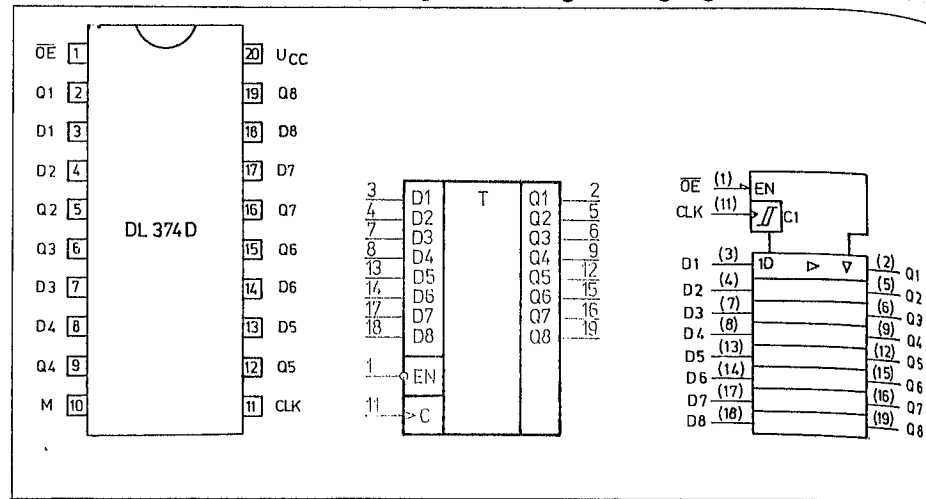 OE 1 20 UCC
Q1 2 19 Q8
D1 3 18 D8
D2 4 17 D7
Q2 5 16 Q7
DL 374 D
Q3 6 15 Q6
D3 7 14 D6
D4 8 13 D5
Q4 9 12 Q5
M 10 11 CLK
T
3 D1 Q1 2
4 D2 Q2 5
7 D3 Q3 6
8 D4 Q4 9
13 D5 Q5 12
14 D6 Q6 15
17 D7 Q7 16
18 D8 Q8 19
1 EN
11 C
OE (1) EN
CLK (11) C1
D1 (3) 1D (2) Q1
D2 (4) (5) Q2
D3 (7) (6) Q3
D4 (8) (9) Q4
D5 (13) (12) Q5
D6 (14) (15) Q6
D7 (17) (16) Q7
D8 (18) (19) Q8